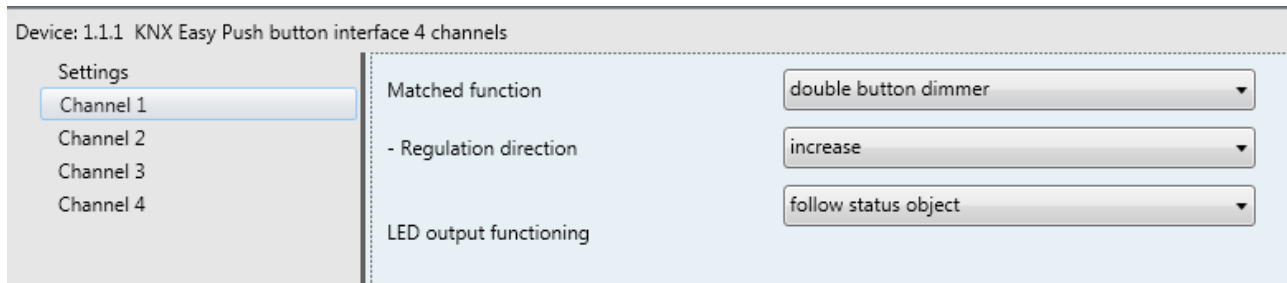 Device: 1.1.1 KNX Easy Push button interface 4 channels
Settings
Channel 1
Channel 2
Channel 3
Channel 4
Matched function
double button dimmer
- Regulation direction
increase
LED output functioning
follow status object